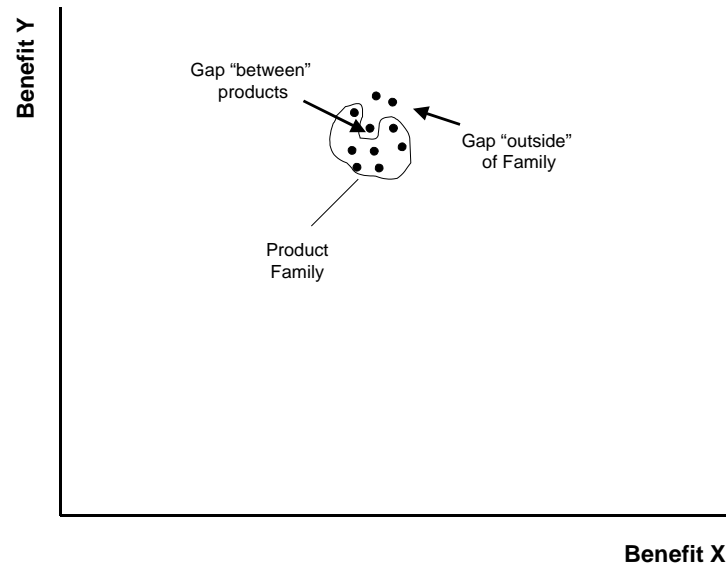 Benefit Y
Gap “between”
products
Gap “outside”
of Family
Product
Family
Benefit X